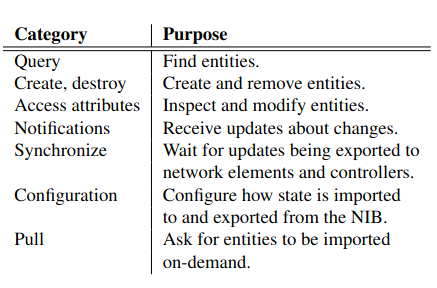 Category Purpose
Query Find entities.
Create, destroy Create and remove entities.
Access attributes Inspect and modify entities.
Notifications Receive updates about changes.
Synchronize Wait for updates being exported to
network elements and controllers.
Configuration Configure how state is imported
to and exported from the NIB.
Pull Ask for entities to be imported
on-demand.